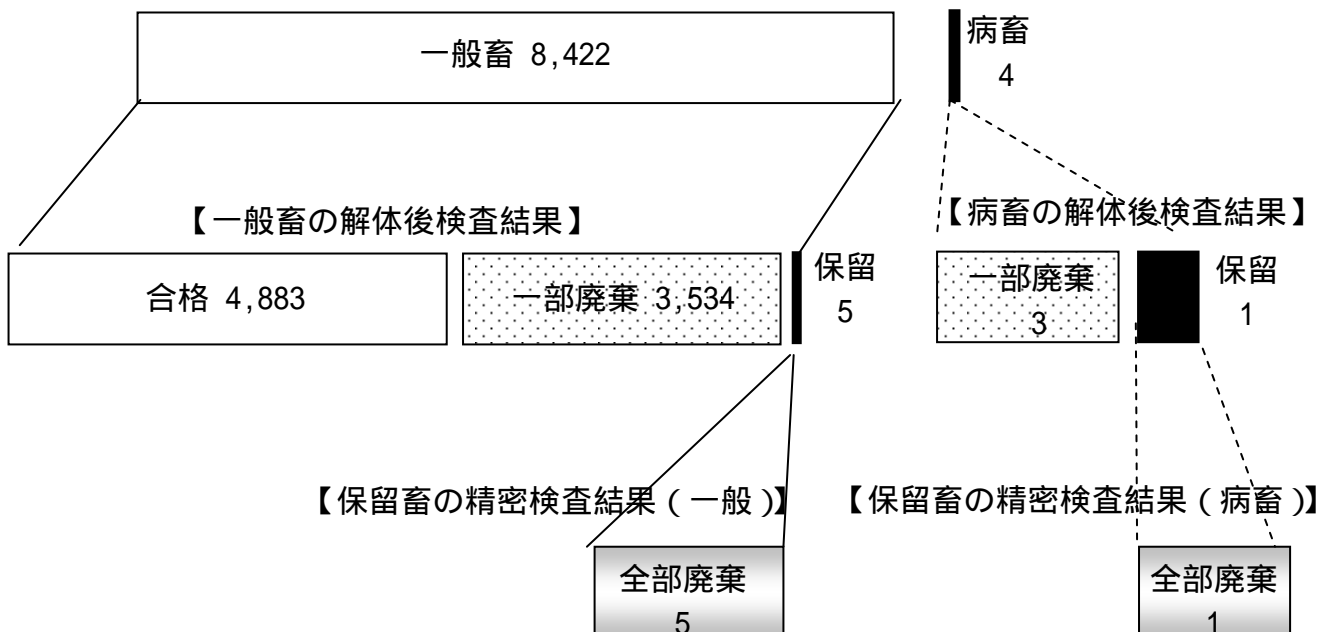 一般畜 8,422
病畜
4
【一般畜の解体後検査結果】
【病畜の解体後検査結果】
合格 4,883
一部廃棄 3,534
保留
5
一部廃棄
3
保留
1
【保留畜の精密検査結果(一般)】
【保留畜の精密検査結果(病畜)】
全部廃棄
5
全部廃棄
1